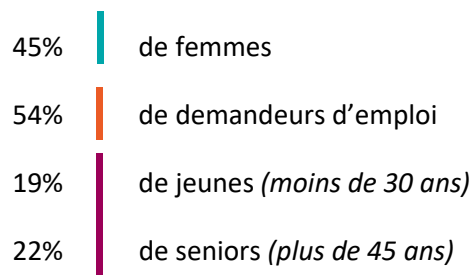 45% de femmes
54% de demandeurs d’emploi
19% de jeunes (moins de 30 ans)
22% de seniors (plus de 45 ans)